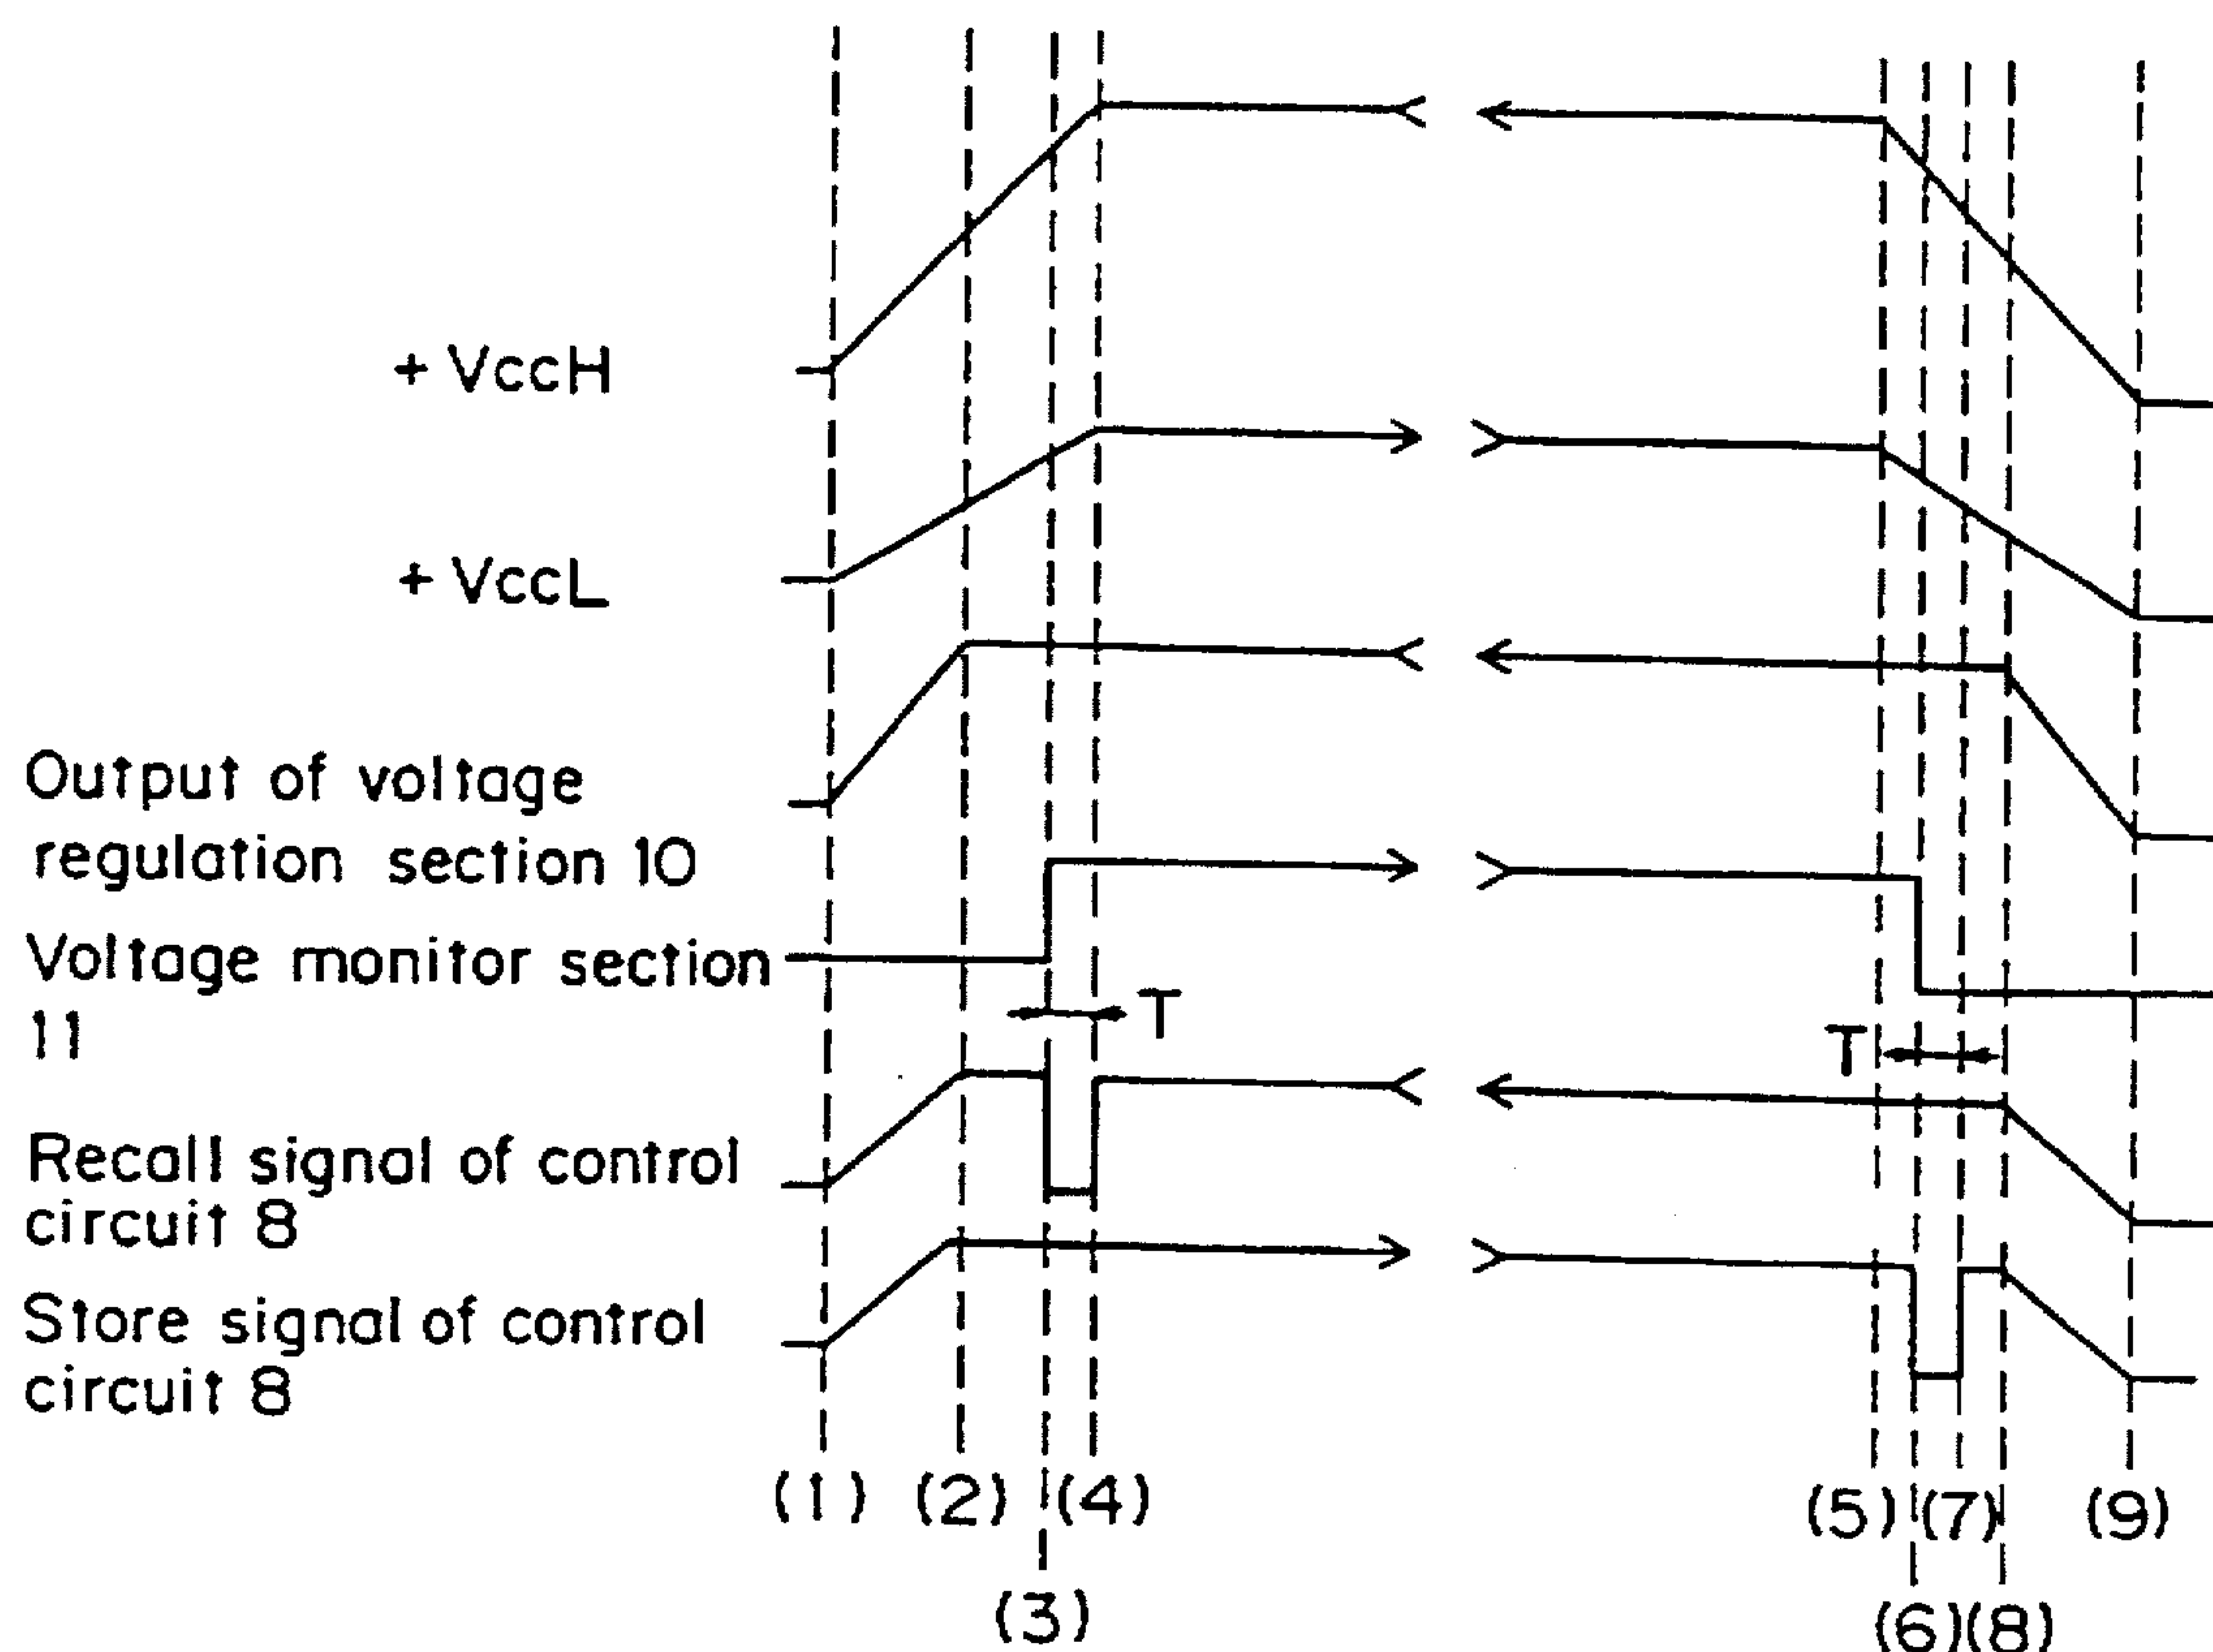 + VccH
+ VccL
Output of voltage
regulation section 10
Voltage monitor section
11
T
T
Recall signal of control
circuit 8
Store signal of control
circuit 8
(1) (2) (4) (5) (7) (9)
(3) (6) (8)